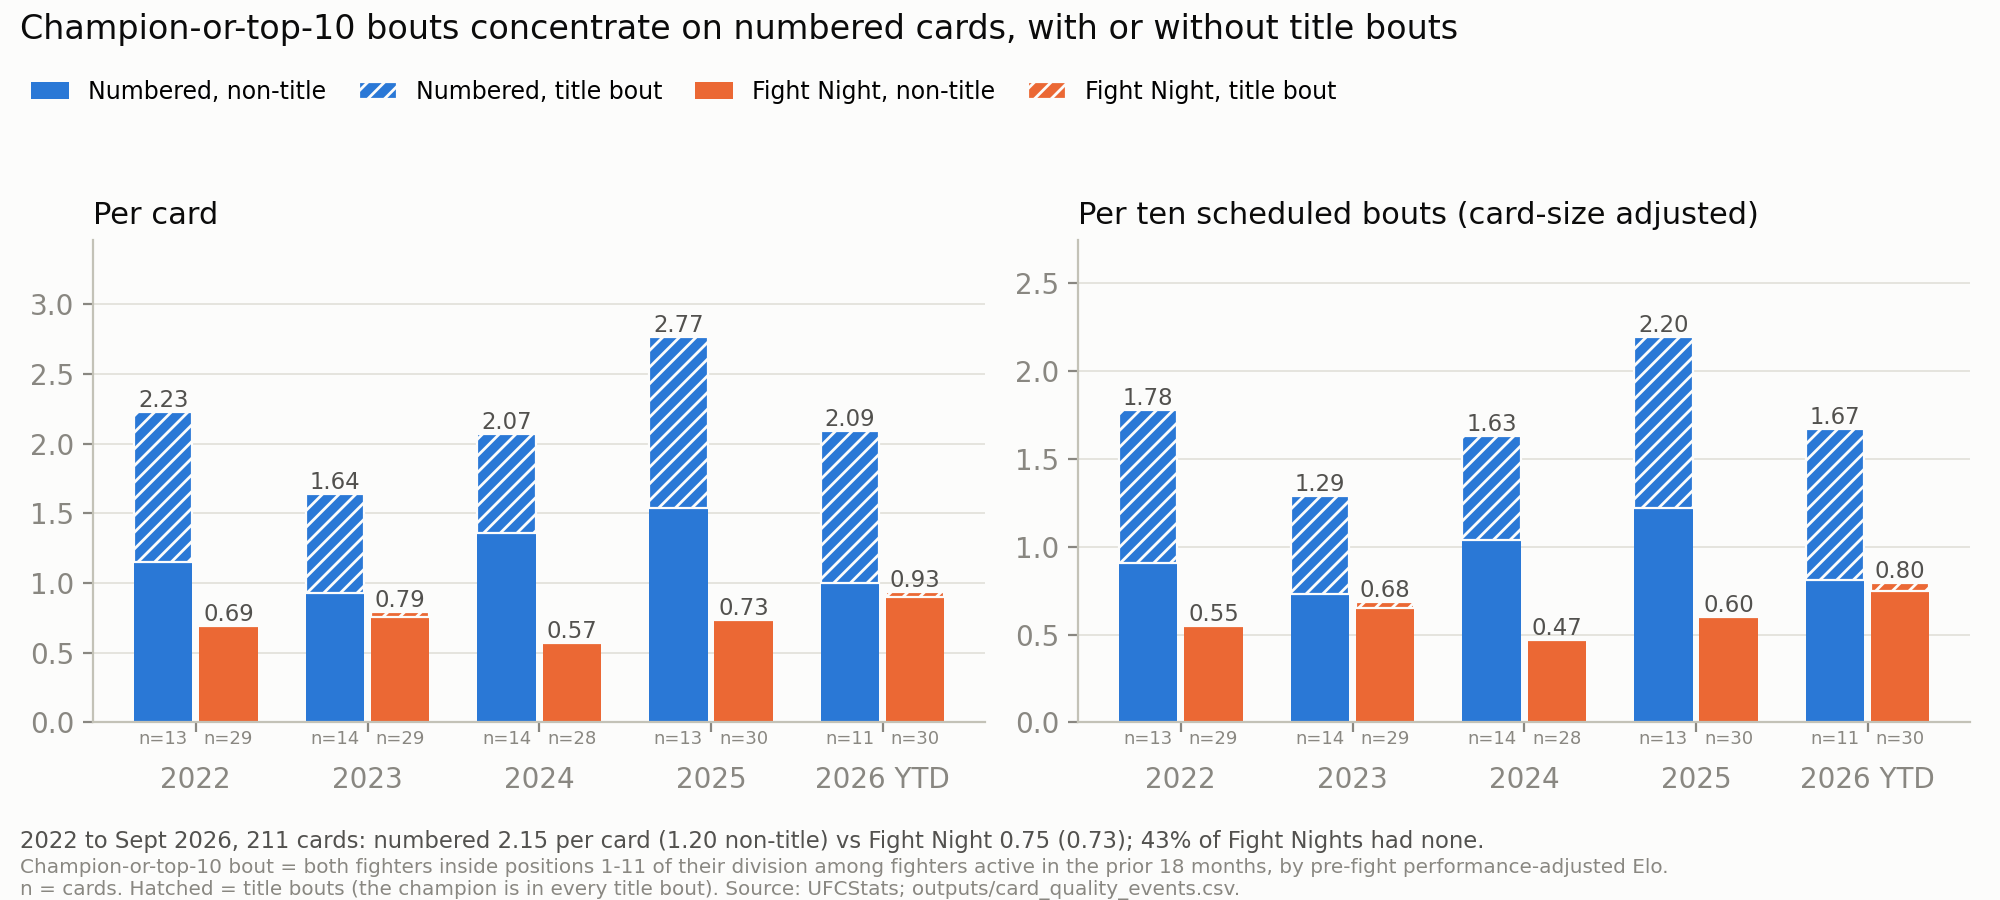 Champion-or-top-10 bouts concentrate on numbered cards, with or without title bouts
Numbered, non-title
Numbered, title bout
Fight Night, non-title
Fight Night, title bout
Per card
3.0
2.5
2.0
1.5
1.0
0.5
0.0
2.23
0.69
1.64
0.79
2.07
0.57
2.77
0.73
2.09
0.93
n=13 n=29 n=14 n=29 n=14 n=28 n=13 n=30 n=11 n=30
2022 2023 2024 2025 2026 YTD
Per ten scheduled bouts (card-size adjusted)
2.5
2.0
1.5
1.0
0.5
0.0
1.78
0.55
1.29
0.68
1.63
0.47
2.20
0.60
1.67
0.80
n=13 n=29 n=14 n=29 n=14 n=28 n=13 n=30 n=11 n=30
2022 2023 2024 2025 2026 YTD
2022 to Sept 2026, 211 cards: numbered 2.15 per card (1.20 non-title) vs Fight Night 0.75 (0.73); 43% of Fight Nights had none.
Champion-or-top-10 bout = both fighters inside positions 1-11 of their division among fighters active in the prior 18 months, by pre-fight performance-adjusted Elo.
n = cards. Hatched = title bouts (the champion is in every title bout). Source: UFCStats; outputs/card_quality_events.csv.